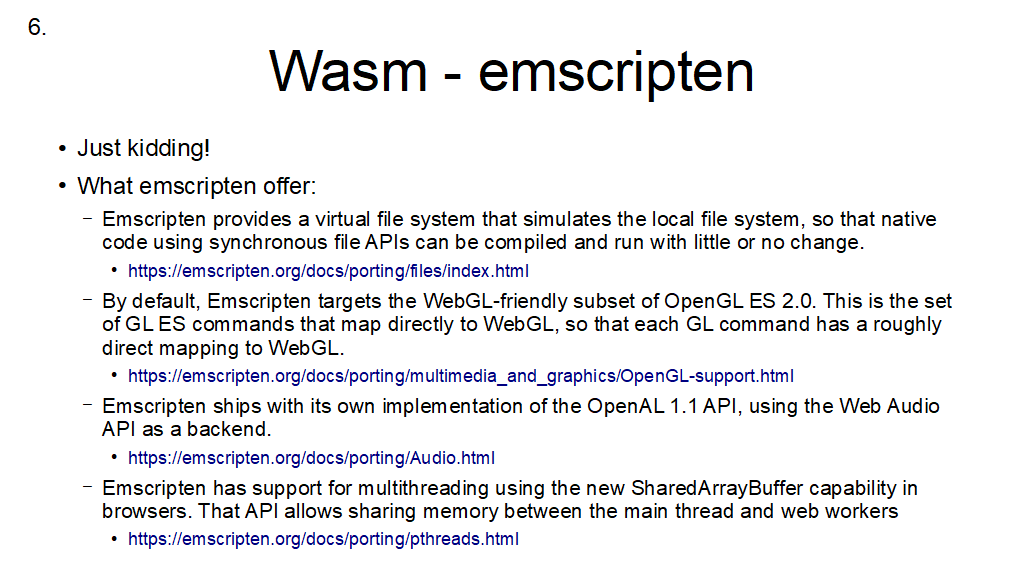 6.
Wasm - emscripten
• Just kidding!
• What emscripten offer:
– Emscripten provides a virtual file system that simulates the local file system, so that native
code using synchronous file APIs can be compiled and run with little or no change.
• https://emscripten.org/docs/porting/files/index.html
– By default, Emscripten targets the WebGL-friendly subset of OpenGL ES 2.0. This is the set
of GL ES commands that map directly to WebGL, so that each GL command has a roughly
direct mapping to WebGL.
• https://emscripten.org/docs/porting/multimedia_and_graphics/OpenGL-support.html
– Emscripten ships with its own implementation of the OpenAL 1.1 API, using the Web Audio
API as a backend.
• https://emscripten.org/docs/porting/Audio.html
– Emscripten has support for multithreading using the new SharedArrayBuffer capability in
browsers. That API allows sharing memory between the main thread and web workers
• https://emscripten.org/docs/porting/pthreads.html